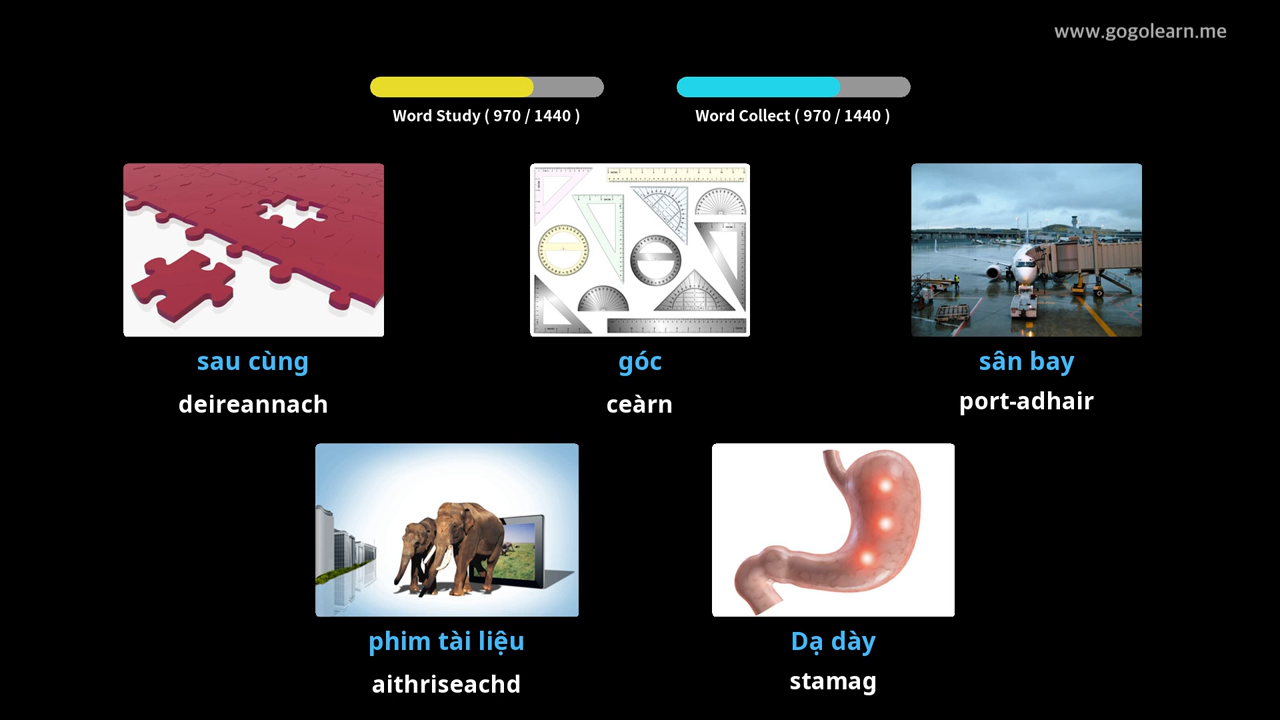 www.gogolearn.me
Word Study ( 970 / 1440 )
Word Collect ( 970 / 1440 )
sau cùng
deireannach
góc
ceàrn
sân bay
port-adhair
phim tài liệu
aithriseachd
Dạ dày
stamag